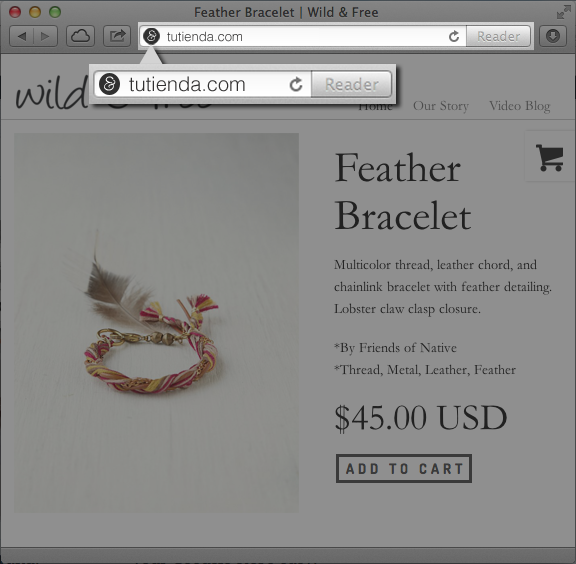 Feather Bracelet | Wild & Free
tutienda.com
Reader
tutienda.com
Reader
wild & free
Home
Our Story
Video Blog
Feather
Bracelet
Multicolor thread, leather chord, and
chainlink bracelet with feather detailing.
Lobster claw clasp closure.
*By Friends of Native
*Thread, Metal, Leather, Feather
$45.00 USD
ADD TO CART